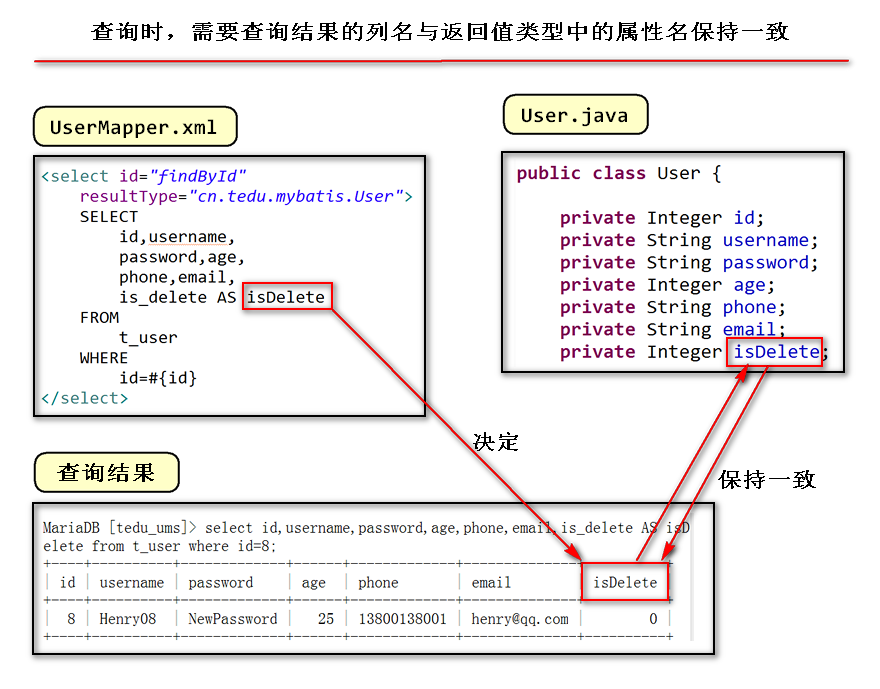 查询时，需要查询结果的列名与返回值类型中的属性名保持一致
UserMapper.xml
<select id="findById"
resultType="cn.tedu.mybatis.User">
SELECT
id,username,
password,age,
phone,email,
is_delete AS isDelete
FROM
t_user
WHERE
id=#{id}
</select>
User.java
public class User {
private Integer id;
private String username;
private String password;
private Integer age;
private String phone;
private String email;
private Integer isDelete;
决定
保持一致
查询结果
MariaDB [tedu_ums]> select id,username,password,age,phone,email,is_delete AS isD
elete from t_user where id=8;
+----+----------+-------------+-----+-------------+--------------+----------+
| id | username | password | age | phone | email | isDelete |
+----+----------+-------------+-----+-------------+--------------+----------+
| 8 | Henry08 | NewPassword | 25 | 13800138001 | henry@qq.com | 0 |
+----+----------+-------------+-----+-------------+--------------+----------+